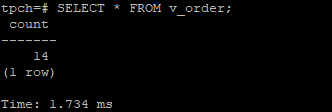 tpch=# SELECT * FROM v_order;
 count
-------
    14
(1 row)
Time: 1.734 ms